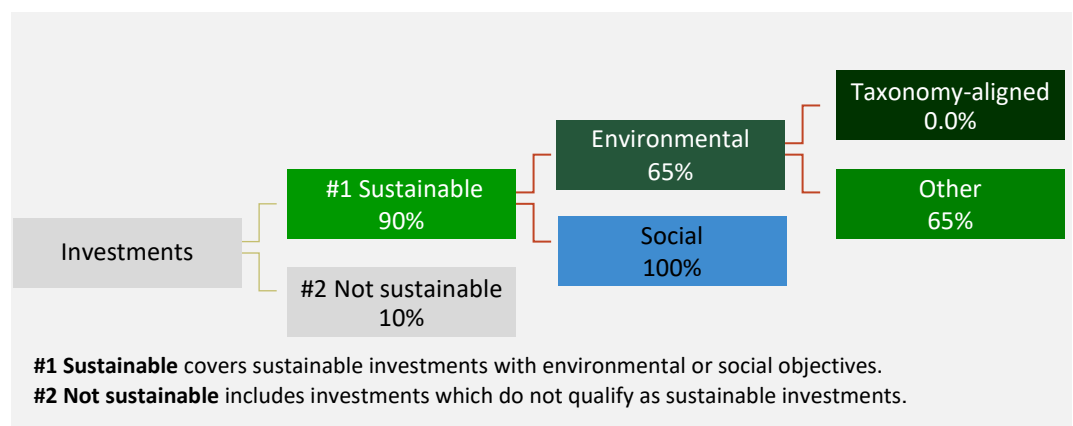 Investments
#1 Sustainable
90%
#2 Not sustainable
10%
Environmental
65%
Social
100%
Taxonomy-aligned
0.0%
Other
65%
#1 Sustainable covers sustainable investments with environmental or social objectives.
#2 Not sustainable includes investments which do not qualify as sustainable investments.